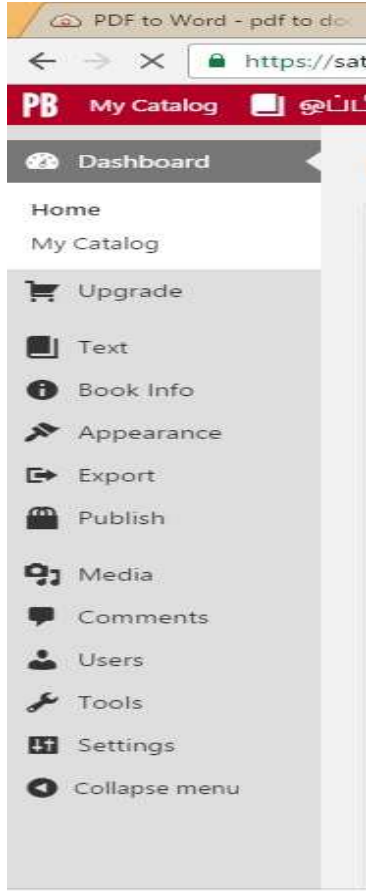 PDF to Word - pdf to do
https://sat
PB My Catalog ஒப்ப
Dashboard
Home
My Catalog
Upgrade
Text
Book Info
Appearance
Export
Publish
Media
Comments
Users
Tools
Settings
Collapse menu